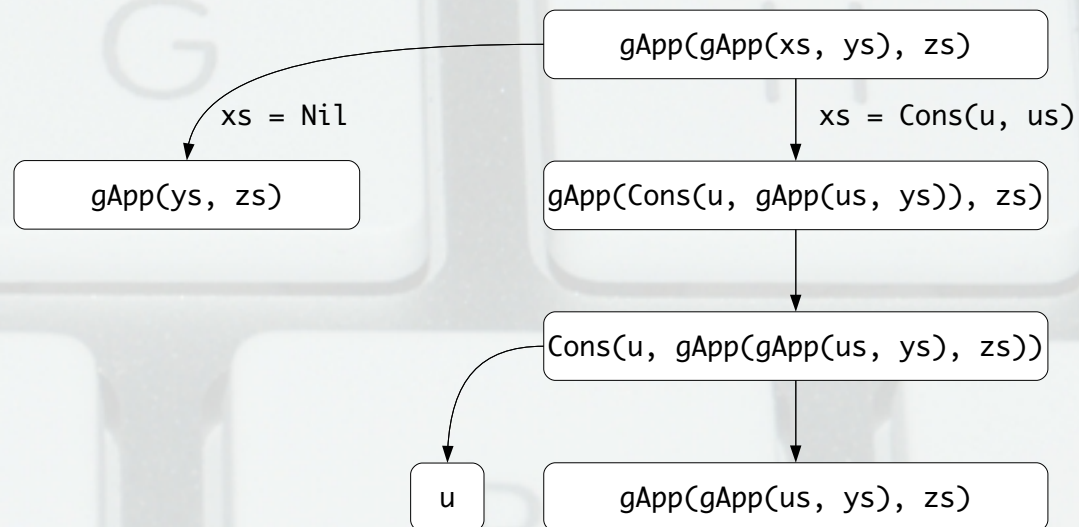 gApp(gApp(xs, ys), zs)
xs = Nil
xs = Cons(u, us)
gApp(ys, zs)
gApp(Cons(u, gApp(us, ys)), zs)
Cons(u, gApp(gApp(us, ys), zs))
u
gApp(gApp(us, ys), zs)
G